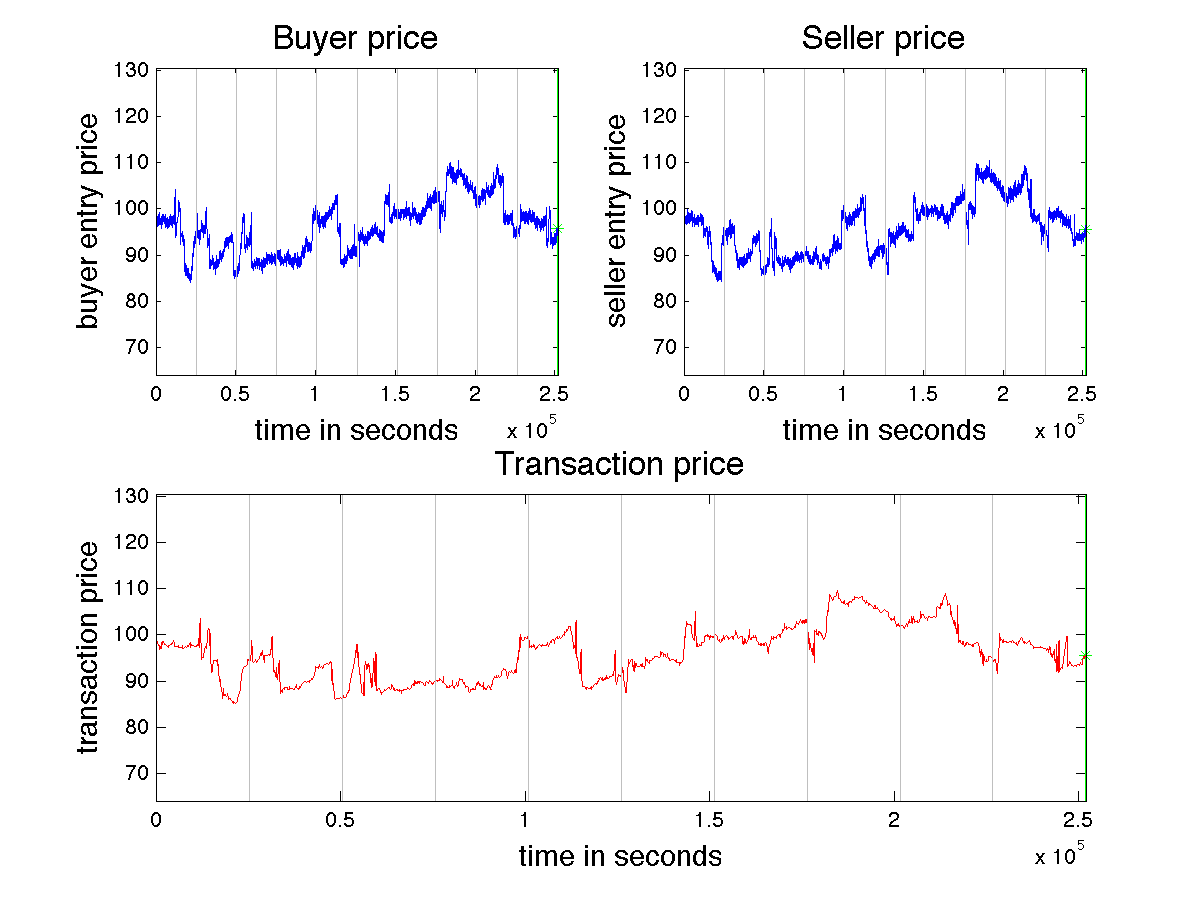 Buyer price
Seller price
130
120
110
100
90
80
70
buyer entry price
0 0.5 1 1.5 2 2.5
x 10^5
time in seconds
130
120
110
100
90
80
70
seller entry price
0 0.5 1 1.5 2 2.5
x 10^5
time in seconds
Transaction price
130
120
110
100
90
80
70
transaction price
0 0.5 1 1.5 2 2.5
x 10^5
time in seconds